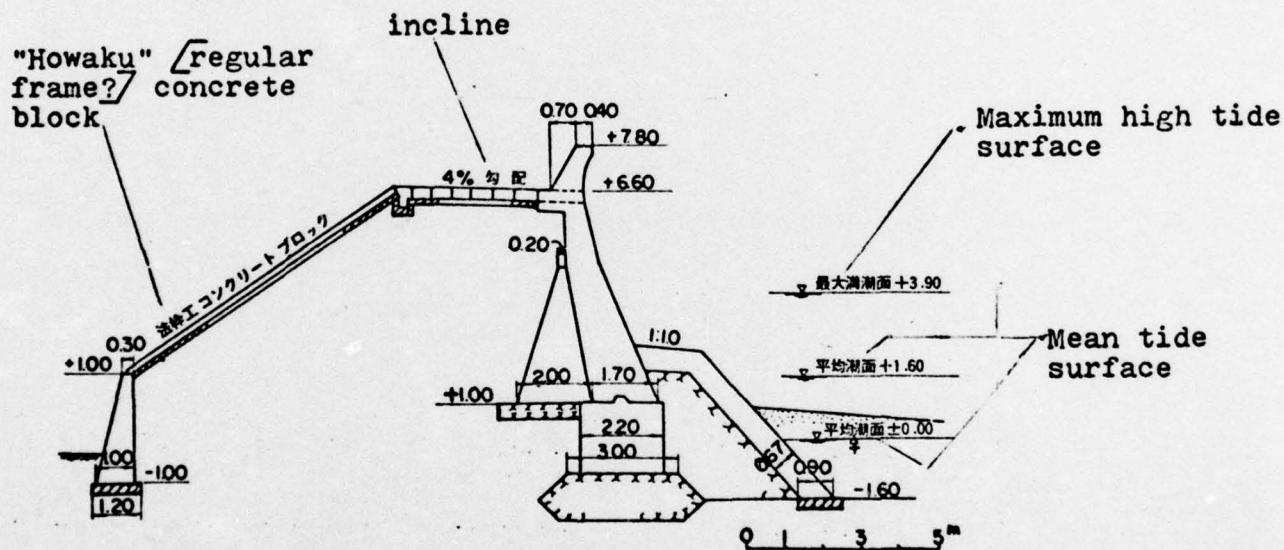 incline
"Howaku" [regular
frame?] concrete
block
Maximum high tide
surface
0.70 0.40
+7.80
4% 勾配
+6.60
0.20
法枠工コンクリートブロック
最大満潮面+3.90
0.30
+1.00
1:1.0
Mean tide
surface
平均潮面+1.60
2.00
1.70
+1.00
2.20
平均潮面±0.00
3.00
1.00
0.67
0.90
-1.00
-1.60
1.20
0 1 3 5m